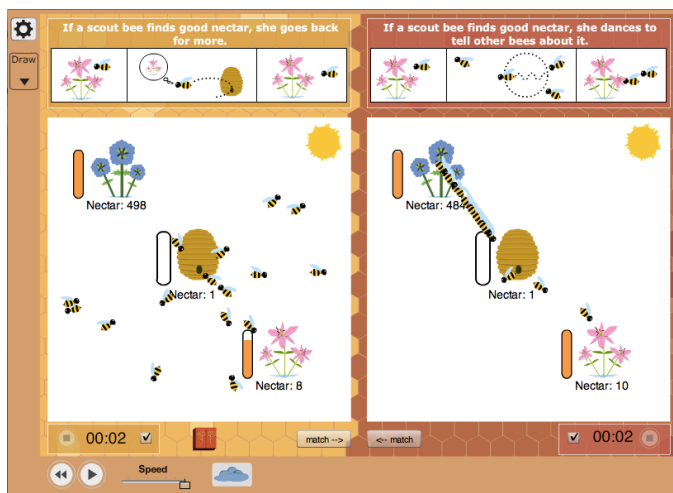 If a scout bee finds good nectar, she goes back
for more.
If a scout bee finds good nectar, she dances to
tell other bees about it.
Draw
Nectar: 498
Nectar: 484
Nectar: 1
Nectar: 1
Nectar: 8
Nectar: 10
00:02
match -->
<-- match
00:02
Speed